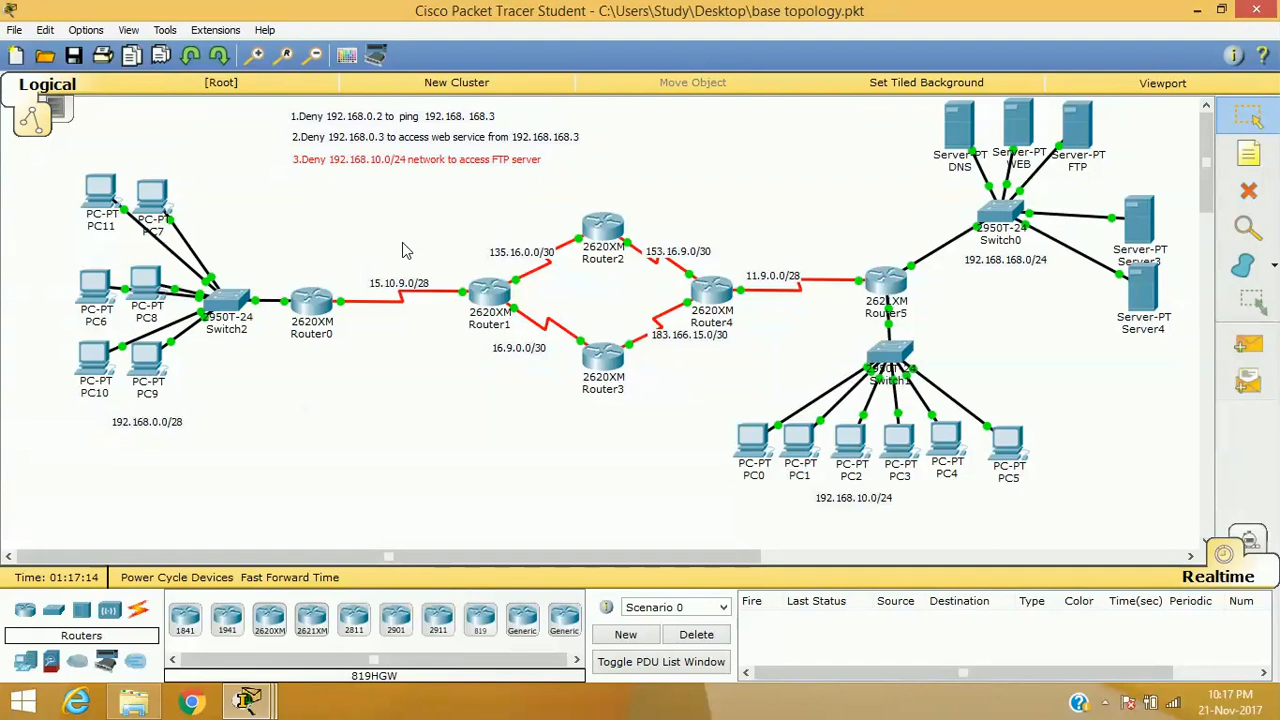 Cisco Packet Tracer Student - C:\Users\Study\Desktop\base topology.pkt
File Edit Options View Tools Extensions Help
Logical [Root] New Cluster Move Object Set Tiled Background Viewport
1.Deny 192.168.0.2 to ping 192.168. 168.3
2.Deny 192.168.0.3 to access web service from 192.168.168.3
3.Deny 192.168.10.0/24 network to access FTP server
Server-PT
DNS
Server-PT
WEB
Server-PT
FTP
PC-PT
PC11
PC-PT
PC7
2950T-24
Switch0
192.168.168.0/24
Server-PT
Server3
Server-PT
Server4
2620XM
Router2
135.16.0.0/30
153.16.9.0/30
PC-PT
PC6
PC-PT
PC8
2950T-24
Switch2
2620XM
Router0
15.10.9.0/28
2620XM
Router1
2620XM
Router4
11.9.0.0/28
2621XM
Router5
16.9.0.0/30
183.166.15.0/30
2620XM
Router3
2950T-24
Switch1
PC-PT
PC10
PC-PT
PC9
192.168.0.0/28
PC-PT
PC0
PC-PT
PC1
PC-PT
PC2
PC-PT
PC3
PC-PT
PC4
PC-PT
PC5
192.168.10.0/24
Time: 01:17:14 Power Cycle Devices Fast Forward Time Realtime
Routers
1841 1941 2620XM 2621XM 2811 2901 2911 819 Generic Generic
819HGW
Scenario 0
New Delete
Toggle PDU List Window
Fire Last Status Source Destination Type Color Time(sec) Periodic Num
10:17 PM
21-Nov-2017